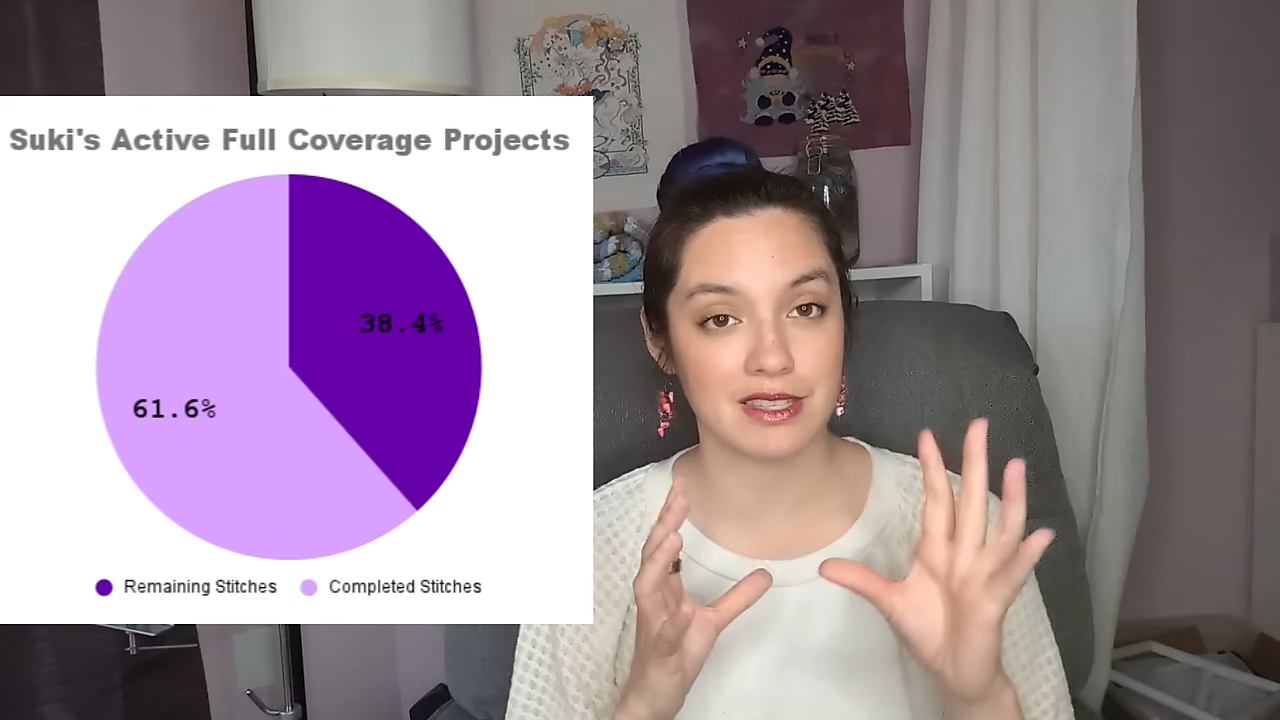 Suki's Active Full Coverage Projects
38.4%
61.6%
Remaining Stitches
Completed Stitches